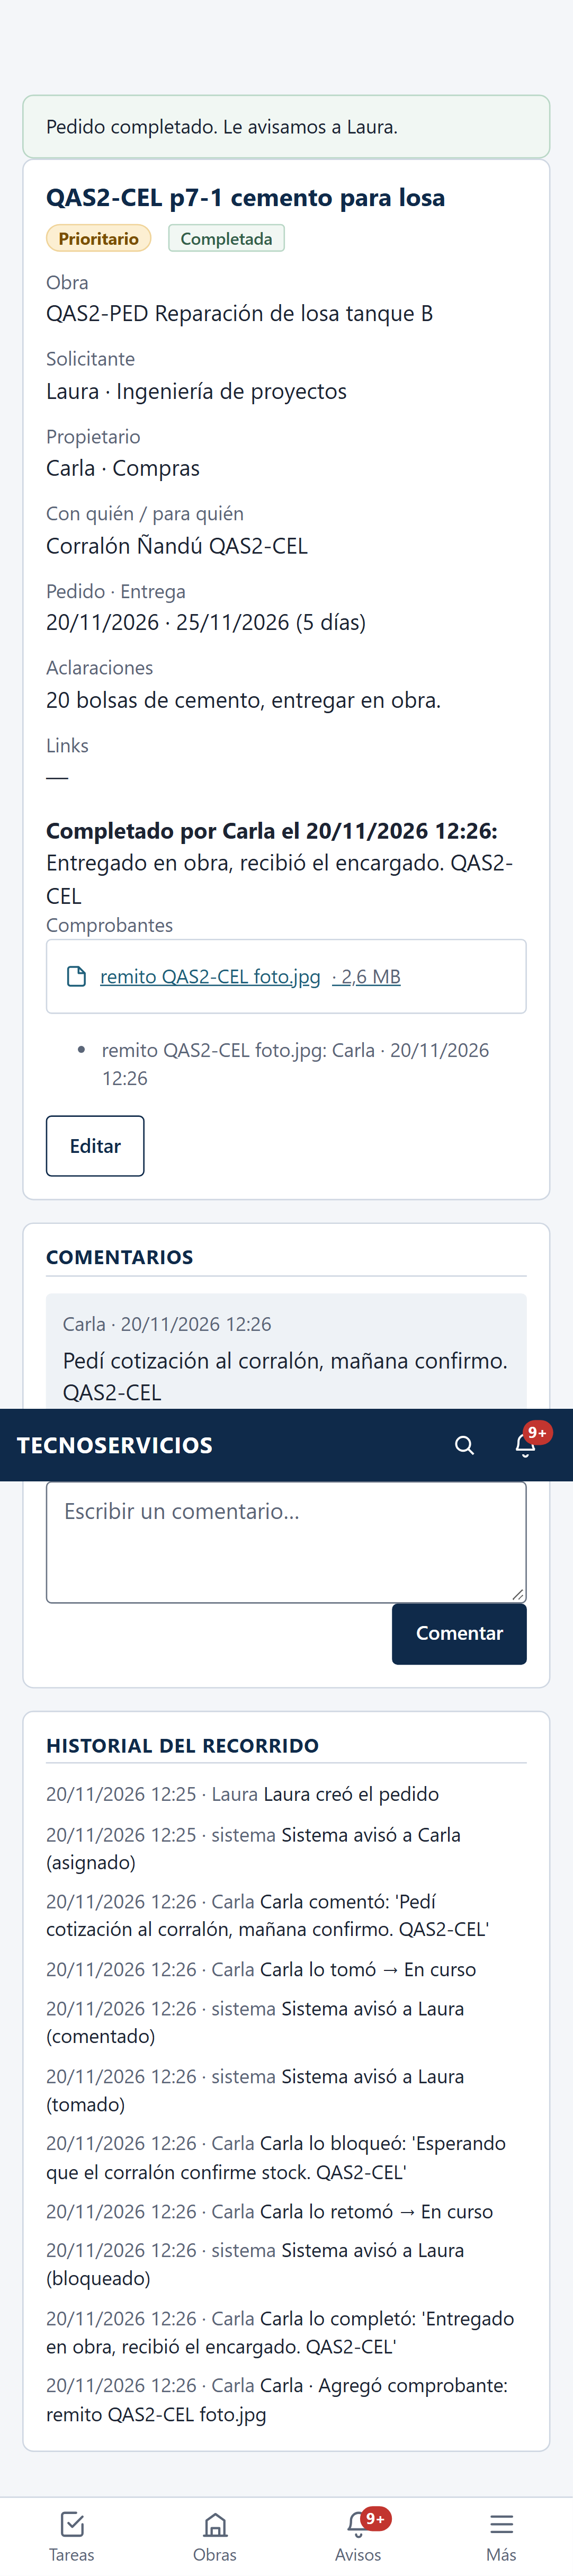 Pedido completado. Le avisamos a Laura.
QAS2-CEL p7-1 cemento para losa
Prioritario Completada
Obra
QAS2-PED Reparación de losa tanque B
Solicitante
Laura · Ingeniería de proyectos
Propietario
Carla · Compras
Con quién / para quién
Corralón Ñandú QAS2-CEL
Pedido · Entrega
20/11/2026 · 25/11/2026 (5 días)
Aclaraciones
20 bolsas de cemento, entregar en obra.
Links
—
Completado por Carla el 20/11/2026 12:26:
Entregado en obra, recibió el encargado. QAS2-
CEL
Comprobantes
remito QAS2-CEL foto.jpg · 2,6 MB
• remito QAS2-CEL foto.jpg: Carla · 20/11/2026
12:26
Editar
COMENTARIOS
Carla · 20/11/2026 12:26
Pedí cotización al corralón, mañana confirmo.
QAS2-CEL
TECNOSERVICIOS 9+
Escribir un comentario...
Comentar
HISTORIAL DEL RECORRIDO
20/11/2026 12:25 · Laura Laura creó el pedido
20/11/2026 12:25 · sistema Sistema avisó a Carla
(asignado)
20/11/2026 12:26 · Carla Carla comentó: 'Pedí
cotización al corralón, mañana confirmo. QAS2-CEL'
20/11/2026 12:26 · Carla Carla lo tomó → En curso
20/11/2026 12:26 · sistema Sistema avisó a Laura
(comentado)
20/11/2026 12:26 · sistema Sistema avisó a Laura
(tomado)
20/11/2026 12:26 · Carla Carla lo bloqueó: 'Esperando
que el corralón confirme stock. QAS2-CEL'
20/11/2026 12:26 · Carla Carla lo retomó → En curso
20/11/2026 12:26 · sistema Sistema avisó a Laura
(bloqueado)
20/11/2026 12:26 · Carla Carla lo completó: 'Entregado
en obra, recibió el encargado. QAS2-CEL'
20/11/2026 12:26 · Carla Carla · Agregó comprobante:
remito QAS2-CEL foto.jpg
9+
Tareas Obras Avisos Más